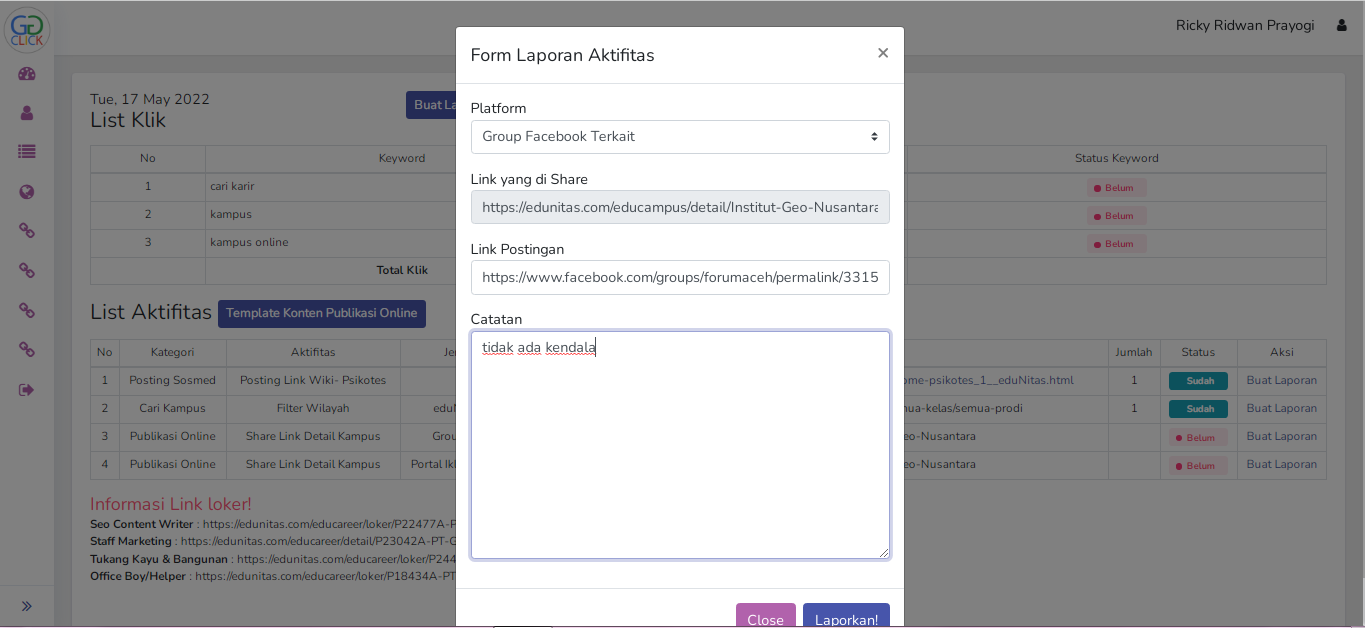 GG
CLICK
Ricky Ridwan Prayogi
Form Laporan Aktifitas
×
Platform
Group Facebook Terkait
Link yang di Share
https://edunitas.com/educampus/detail/Institut-Geo-Nusantara
Link Postingan
https://www.facebook.com/groups/forumaceh/permalink/3315
Catatan
tidak ada kendala
Close
Laporkan!
Tue, 17 May 2022
List Klik
Buat La
No Keyword Status Keyword
1 cari karir Belum
2 kampus Belum
3 kampus online Belum
Total Klik
List Aktifitas
Template Konten Publikasi Online
No Kategori Aktifitas Je Jumlah Status Aksi
1 Posting Sosmed Posting Link Wiki- Psikotes ome-psikotes_1__eduNitas.html 1 Sudah Buat Laporan
2 Cari Kampus Filter Wilayah edu nua-kelas/semua-prodi 1 Sudah Buat Laporan
3 Publikasi Online Share Link Detail Kampus Grou eo-Nusantara Belum Buat Laporan
4 Publikasi Online Share Link Detail Kampus Portal Ikl eo-Nusantara Belum Buat Laporan
Informasi Link loker!
Seo Content Writer : https://edunitas.com/educareer/loker/P22477A-P
Staff Marketing : https://edunitas.com/educareer/detail/P23042A-PT-G
Tukang Kayu & Bangunan : https://edunitas.com/educareer/loker/P244
Office Boy/Helper : https://edunitas.com/educareer/loker/P18434A-PT